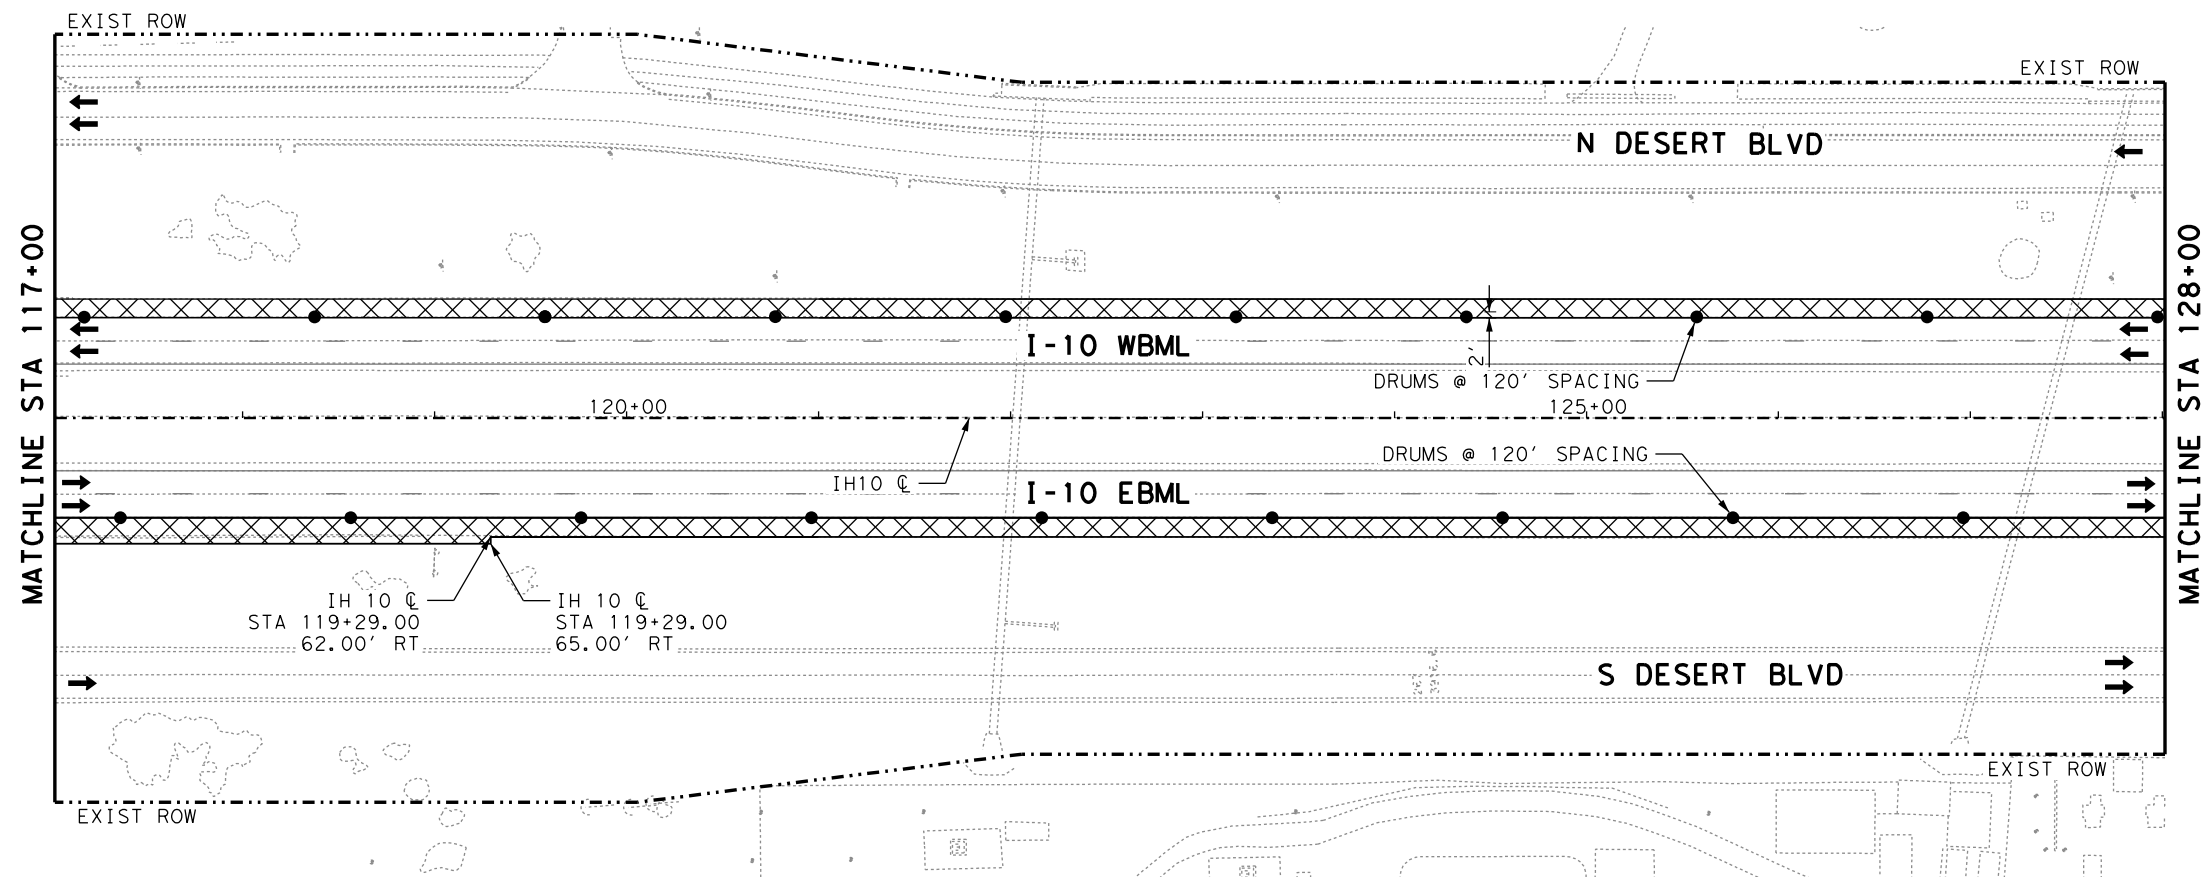 EXIST ROW
EXIST ROW
N DESERT BLVD
MATCHLINE STA 117+00
MATCHLINE STA 128+00
I-10 WBML
2'
DRUMS @ 120' SPACING
120+00
125+00
DRUMS @ 120' SPACING
IH10 ℄
I-10 EBML
IH 10 ℄
STA 119+29.00
62.00' RT
IH 10 ℄
STA 119+29.00
65.00' RT
S DESERT BLVD
EXIST ROW
EXIST ROW